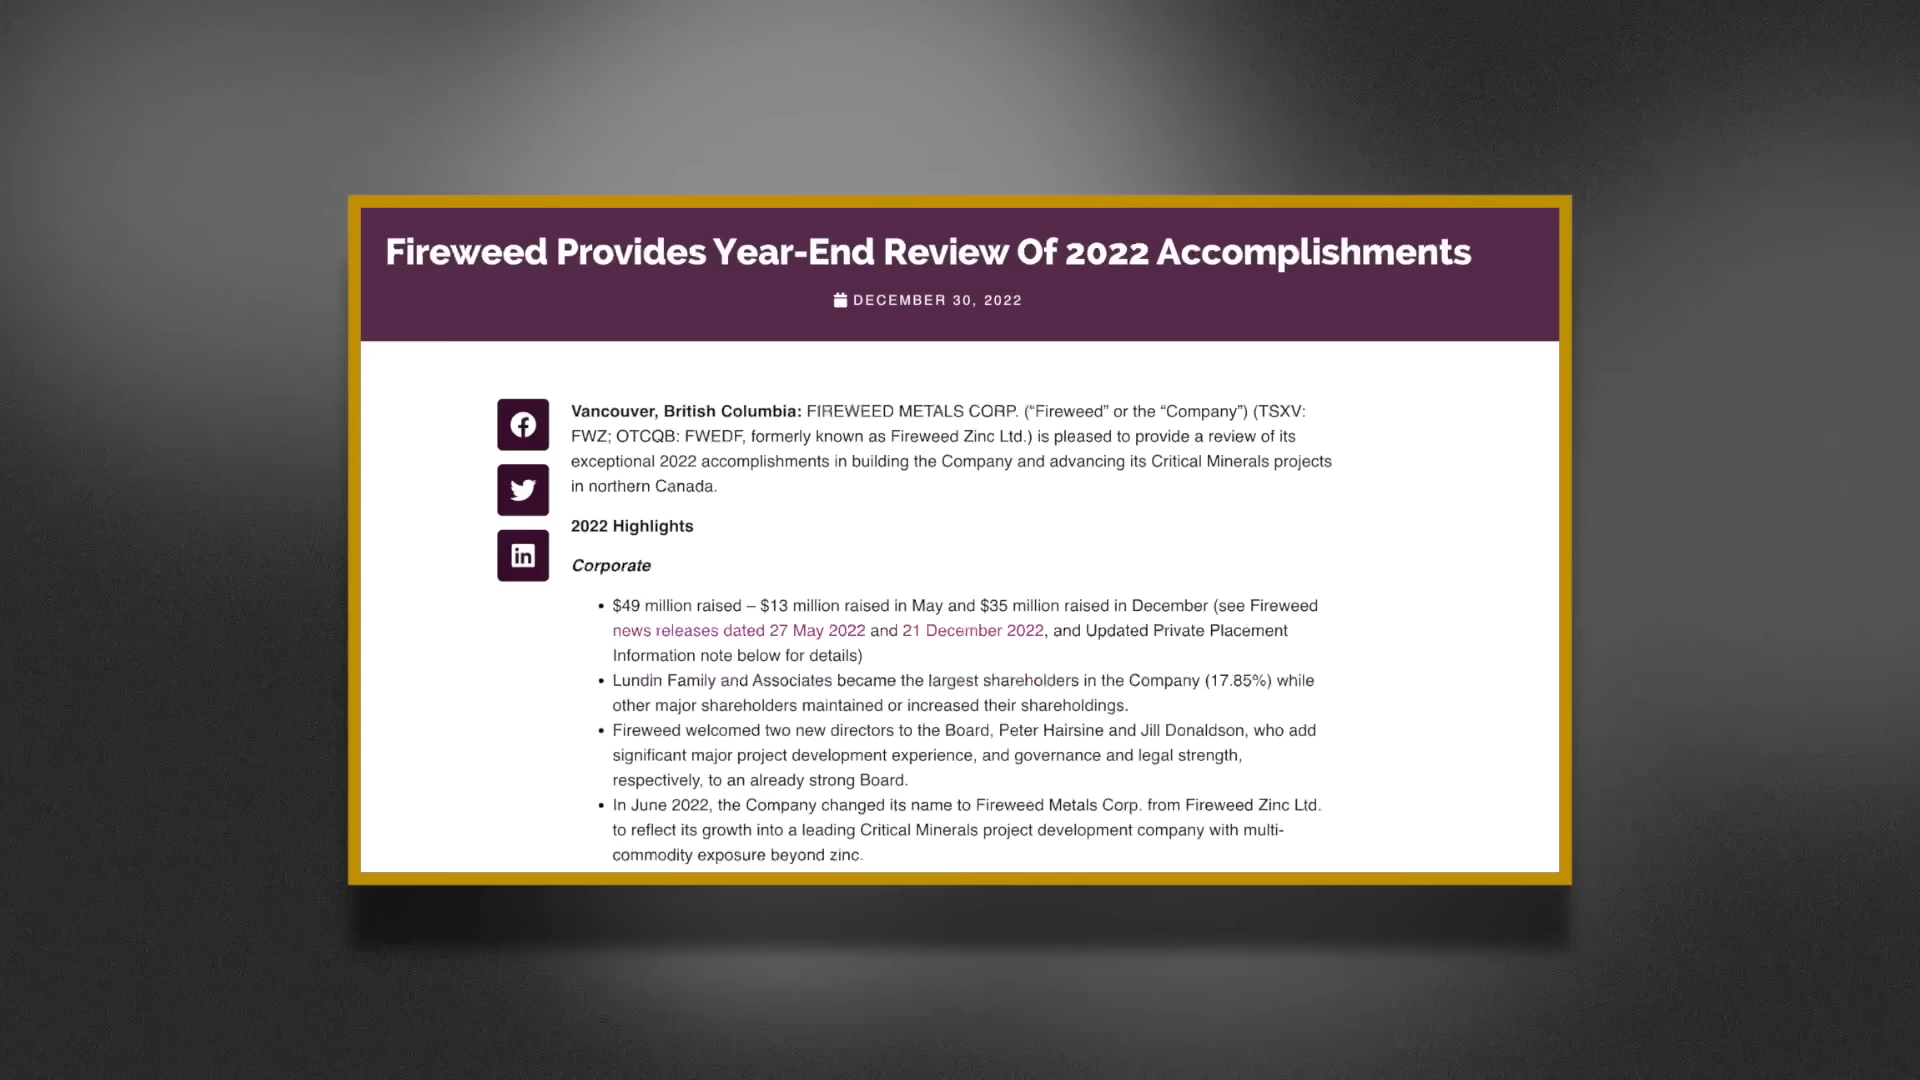 Fireweed Provides Year-End Review Of 2022 Accomplishments
DECEMBER 30, 2022
Vancouver, British Columbia: FIREWEED METALS CORP. (“Fireweed” or the “Company”) (TSXV:
FWZ; OTCQB: FWEDF, formerly known as Fireweed Zinc Ltd.) is pleased to provide a review of its
exceptional 2022 accomplishments in building the Company and advancing its Critical Minerals projects
in northern Canada.
2022 Highlights
Corporate
• $49 million raised – $13 million raised in May and $35 million raised in December (see Fireweed
news releases dated 27 May 2022 and 21 December 2022, and Updated Private Placement
Information note below for details)
• Lundin Family and Associates became the largest shareholders in the Company (17.85%) while
other major shareholders maintained or increased their shareholdings.
• Fireweed welcomed two new directors to the Board, Peter Hairsine and Jill Donaldson, who add
significant major project development experience, and governance and legal strength,
respectively, to an already strong Board.
• In June 2022, the Company changed its name to Fireweed Metals Corp. from Fireweed Zinc Ltd.
to reflect its growth into a leading Critical Minerals project development company with multi-
commodity exposure beyond zinc.